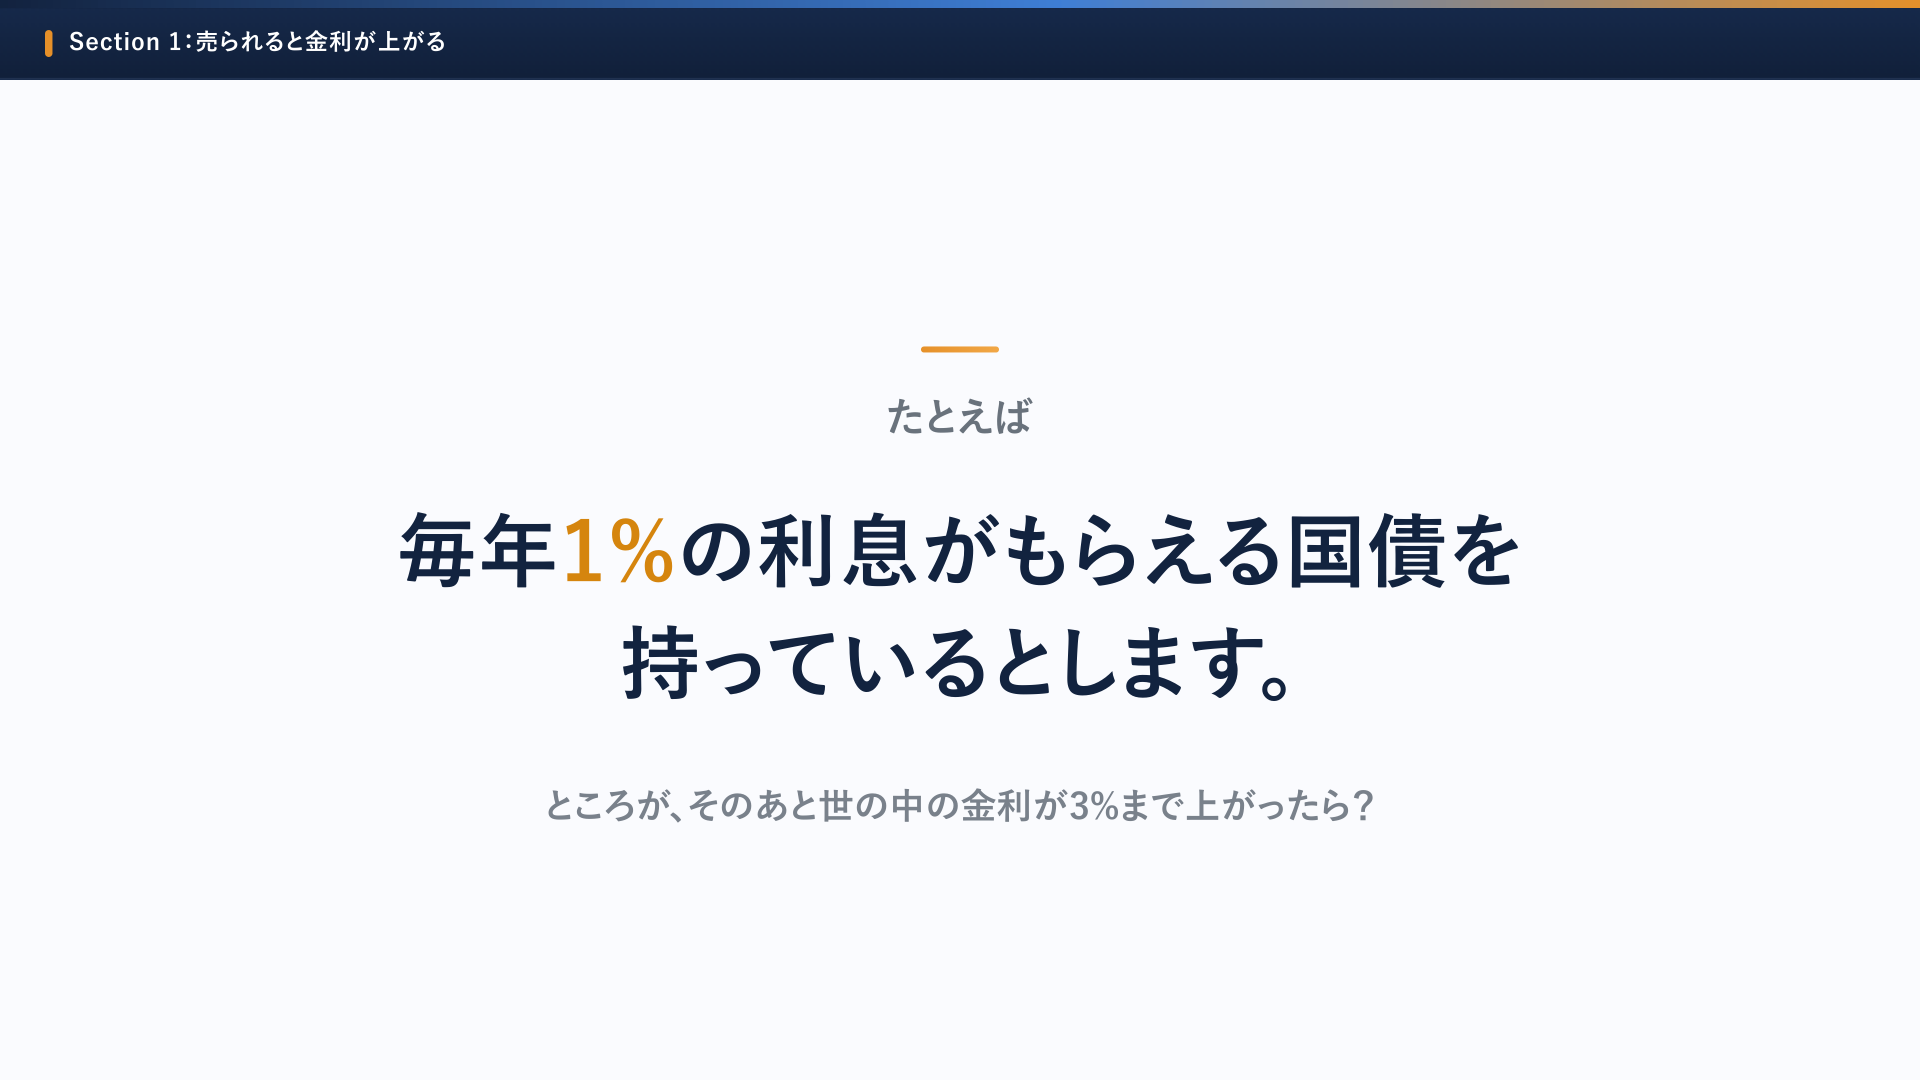 Section 1：売られると金利が上がる
たとえば
毎年1%の利息がもらえる国債を
持っているとします。
ところが、そのあと世の中の金利が3%まで上がったら？